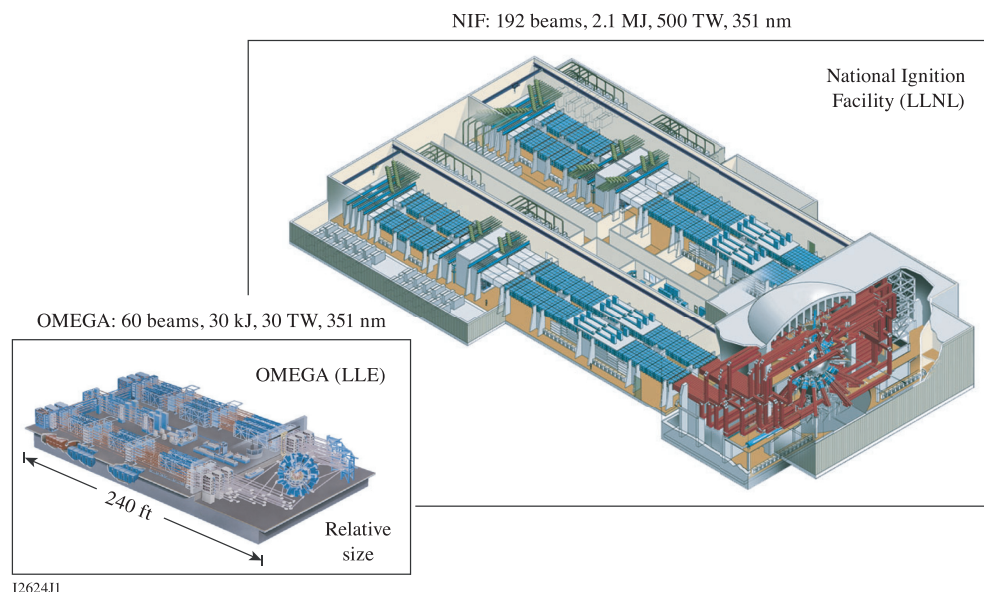 NIF: 192 beams, 2.1 MJ, 500 TW, 351 nm
National Ignition
Facility (LLNL)
OMEGA: 60 beams, 30 kJ, 30 TW, 351 nm
OMEGA (LLE)
240 ft
Relative
size
I2624J1